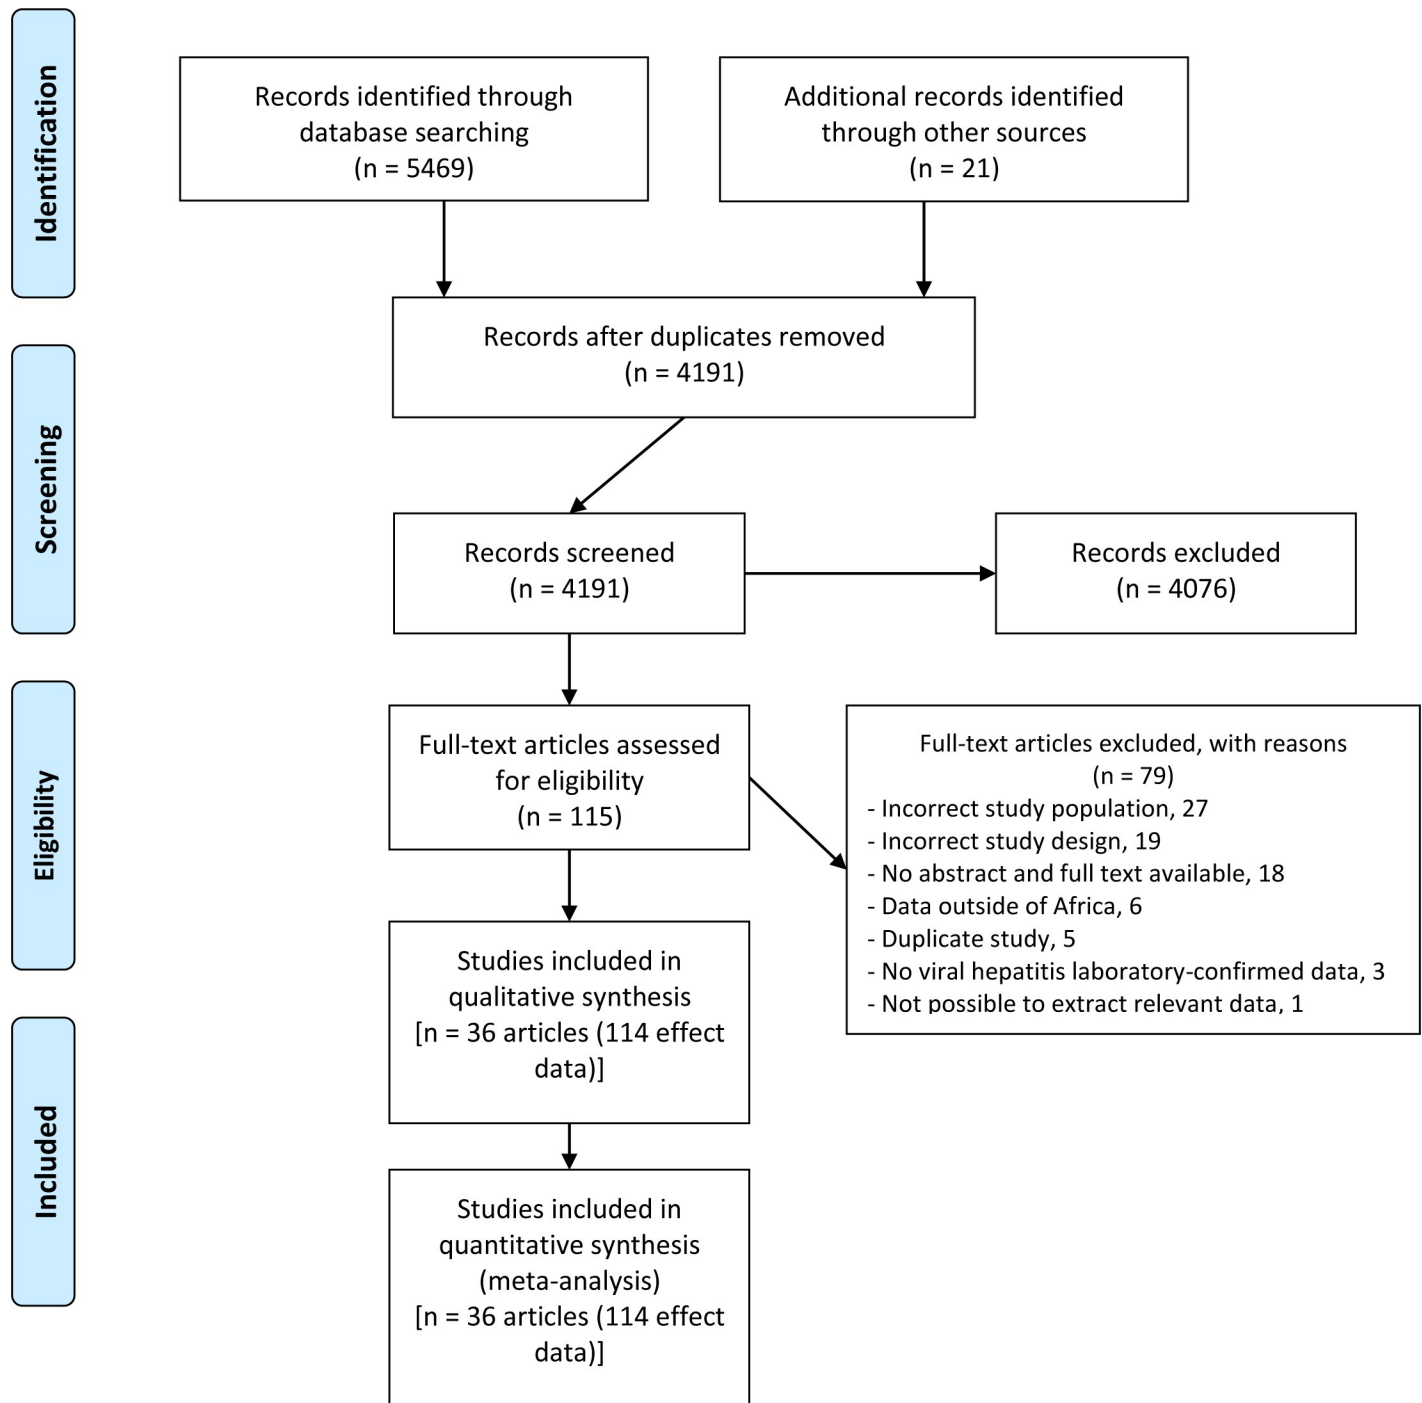 Identification
Records identified through
database searching
(n = 5469)
Additional records identified
through other sources
(n = 21)
Records after duplicates removed
(n = 4191)
Screening
Records screened
(n = 4191)
Records excluded
(n = 4076)
Eligibility
Full-text articles assessed
for eligibility
(n = 115)
Full-text articles excluded, with reasons
(n = 79)
- Incorrect study population, 27
- Incorrect study design, 19
- No abstract and full text available, 18
- Data outside of Africa, 6
- Duplicate study, 5
- No viral hepatitis laboratory-confirmed data, 3
- Not possible to extract relevant data, 1
Studies included in
qualitative synthesis
[n = 36 articles (114 effect
data)]
Included
Studies included in
quantitative synthesis
(meta-analysis)
[n = 36 articles (114 effect
data)]